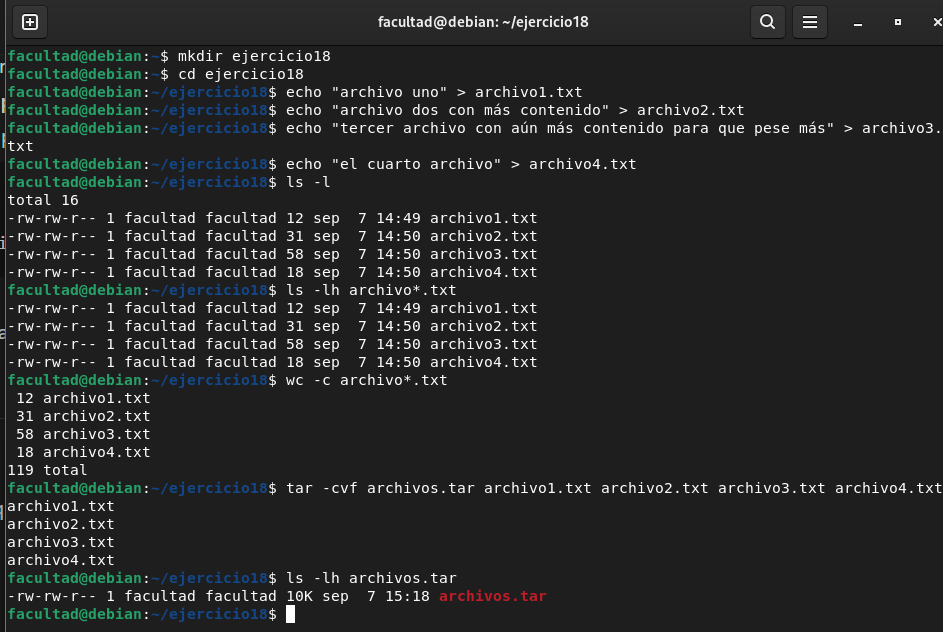 facultad@debian: ~/ejercicio18
facultad@debian:~$ mkdir ejercicio18
facultad@debian:~$ cd ejercicio18
facultad@debian:~/ejercicio18$ echo "archivo uno" > archivo1.txt
facultad@debian:~/ejercicio18$ echo "archivo dos con más contenido" > archivo2.txt
facultad@debian:~/ejercicio18$ echo "tercer archivo con aún más contenido para que pese más" > archivo3.
txt
facultad@debian:~/ejercicio18$ echo "el cuarto archivo" > archivo4.txt
facultad@debian:~/ejercicio18$ ls -l
total 16
-rw-rw-r-- 1 facultad facultad 12 sep  7 14:49 archivo1.txt
-rw-rw-r-- 1 facultad facultad 31 sep  7 14:50 archivo2.txt
-rw-rw-r-- 1 facultad facultad 58 sep  7 14:50 archivo3.txt
-rw-rw-r-- 1 facultad facultad 18 sep  7 14:50 archivo4.txt
facultad@debian:~/ejercicio18$ ls -lh archivo*.txt
-rw-rw-r-- 1 facultad facultad 12 sep  7 14:49 archivo1.txt
-rw-rw-r-- 1 facultad facultad 31 sep  7 14:50 archivo2.txt
-rw-rw-r-- 1 facultad facultad 58 sep  7 14:50 archivo3.txt
-rw-rw-r-- 1 facultad facultad 18 sep  7 14:50 archivo4.txt
facultad@debian:~/ejercicio18$ wc -c archivo*.txt
 12 archivo1.txt
 31 archivo2.txt
 58 archivo3.txt
 18 archivo4.txt
119 total
facultad@debian:~/ejercicio18$ tar -cvf archivos.tar archivo1.txt archivo2.txt archivo3.txt archivo4.txt
archivo1.txt
archivo2.txt
archivo3.txt
archivo4.txt
facultad@debian:~/ejercicio18$ ls -lh archivos.tar
-rw-rw-r-- 1 facultad facultad 10K sep  7 15:18 archivos.tar
facultad@debian:~/ejercicio18$